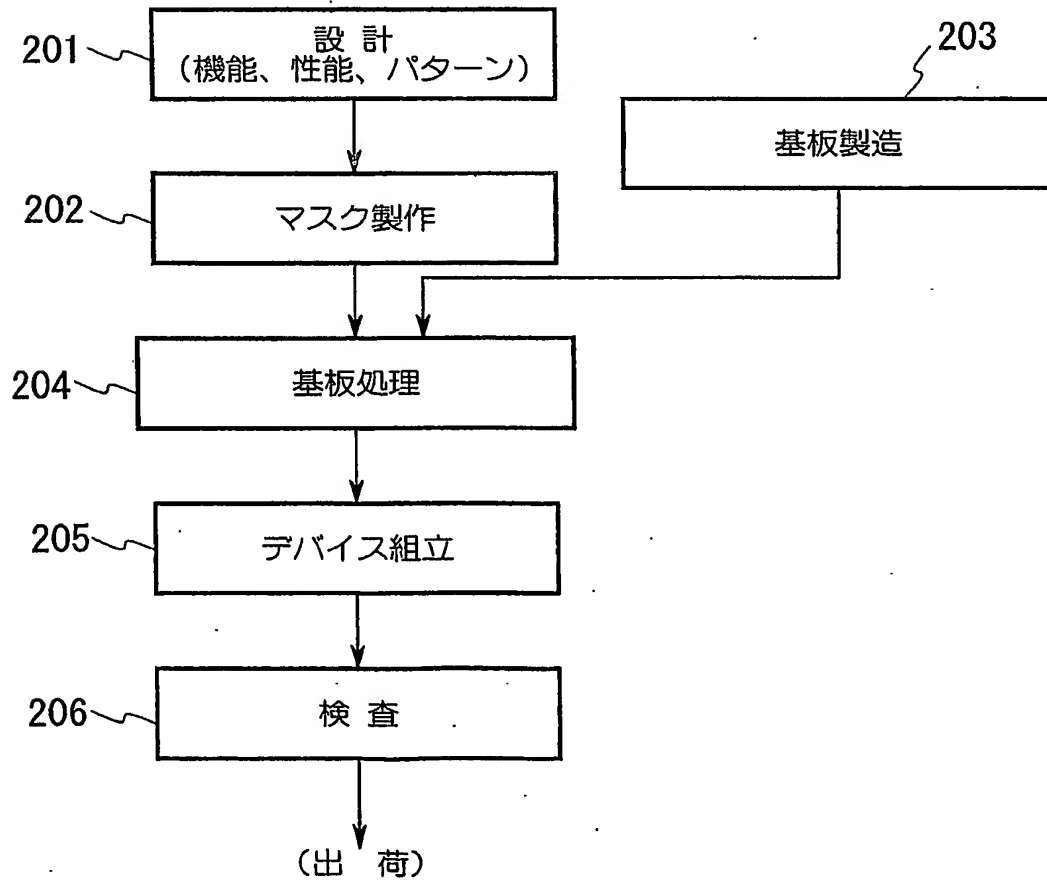 201
設 計
(機能、性能、パターン)
203
基板製造
202
マスク製作
204
基板処理
205
デバイス組立
206
検 査
(出 荷)